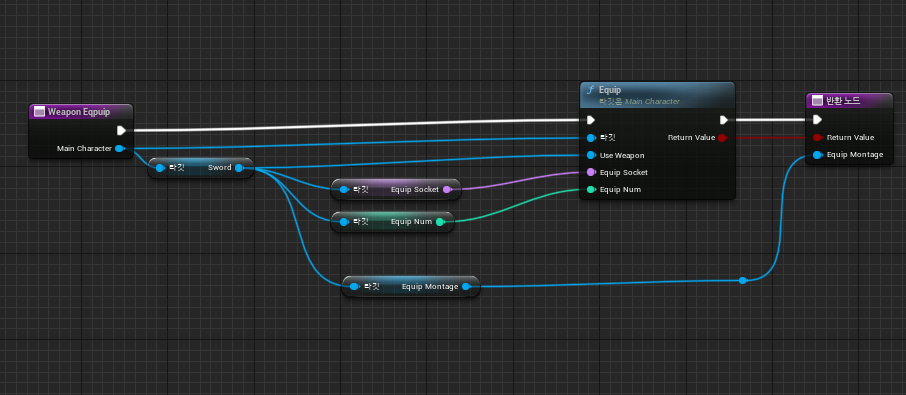 Weapon Eqpuip
Main Character
타깃 Sword
타깃 Equip Socket
타깃 Equip Num
타깃 Equip Montage
f Equip
타깃은 Main Character
타깃 Return Value
Use Weapon
Equip Socket
Equip Num
반환 노드
Return Value
Equip Montage